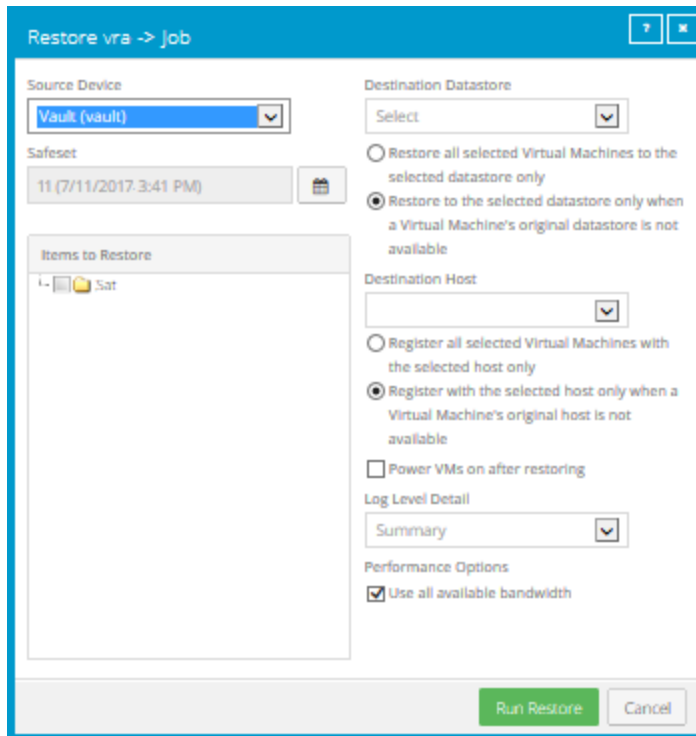 Restore vra -> Job
?
Source Device
Vault (vault)
Safeset
11 (7/11/2017 3:41 PM)
Items to Restore
Sat
Destination Datastore
Select
Restore all selected Virtual Machines to the
selected datastore only
Restore to the selected datastore only when
a Virtual Machine's original datastore is not
available
Destination Host
Register all selected Virtual Machines with
the selected host only
Register with the selected host only when a
Virtual Machine's original host is not
available
Power VMs on after restoring
Log Level Detail
Summary
Performance Options
Use all available bandwidth
Run Restore
Cancel